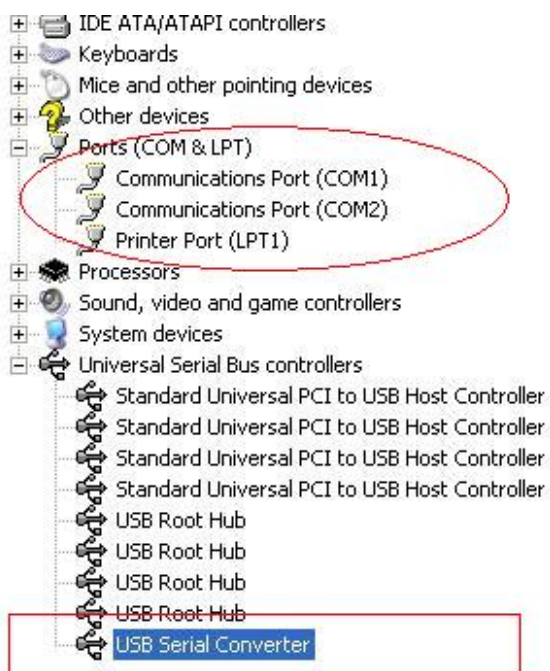 IDE ATA/ATAPI controllers
Keyboards
Mice and other pointing devices
Other devices
Ports (COM & LPT)
Communications Port (COM1)
Communications Port (COM2)
Printer Port (LPT1)
Processors
Sound, video and game controllers
System devices
Universal Serial Bus controllers
Standard Universal PCI to USB Host Controller
Standard Universal PCI to USB Host Controller
Standard Universal PCI to USB Host Controller
Standard Universal PCI to USB Host Controller
USB Root Hub
USB Root Hub
USB Root Hub
USB Root Hub
USB Serial Converter